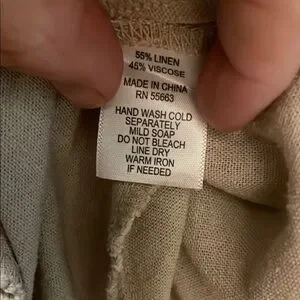 55% LINEN
45% VISCOSE
MADE IN CHINA
RN 55663
HAND WASH COLD
SEPARATELY
MILD SOAP
DO NOT BLEACH
LINE DRY
WARM IRON
IF NEEDED